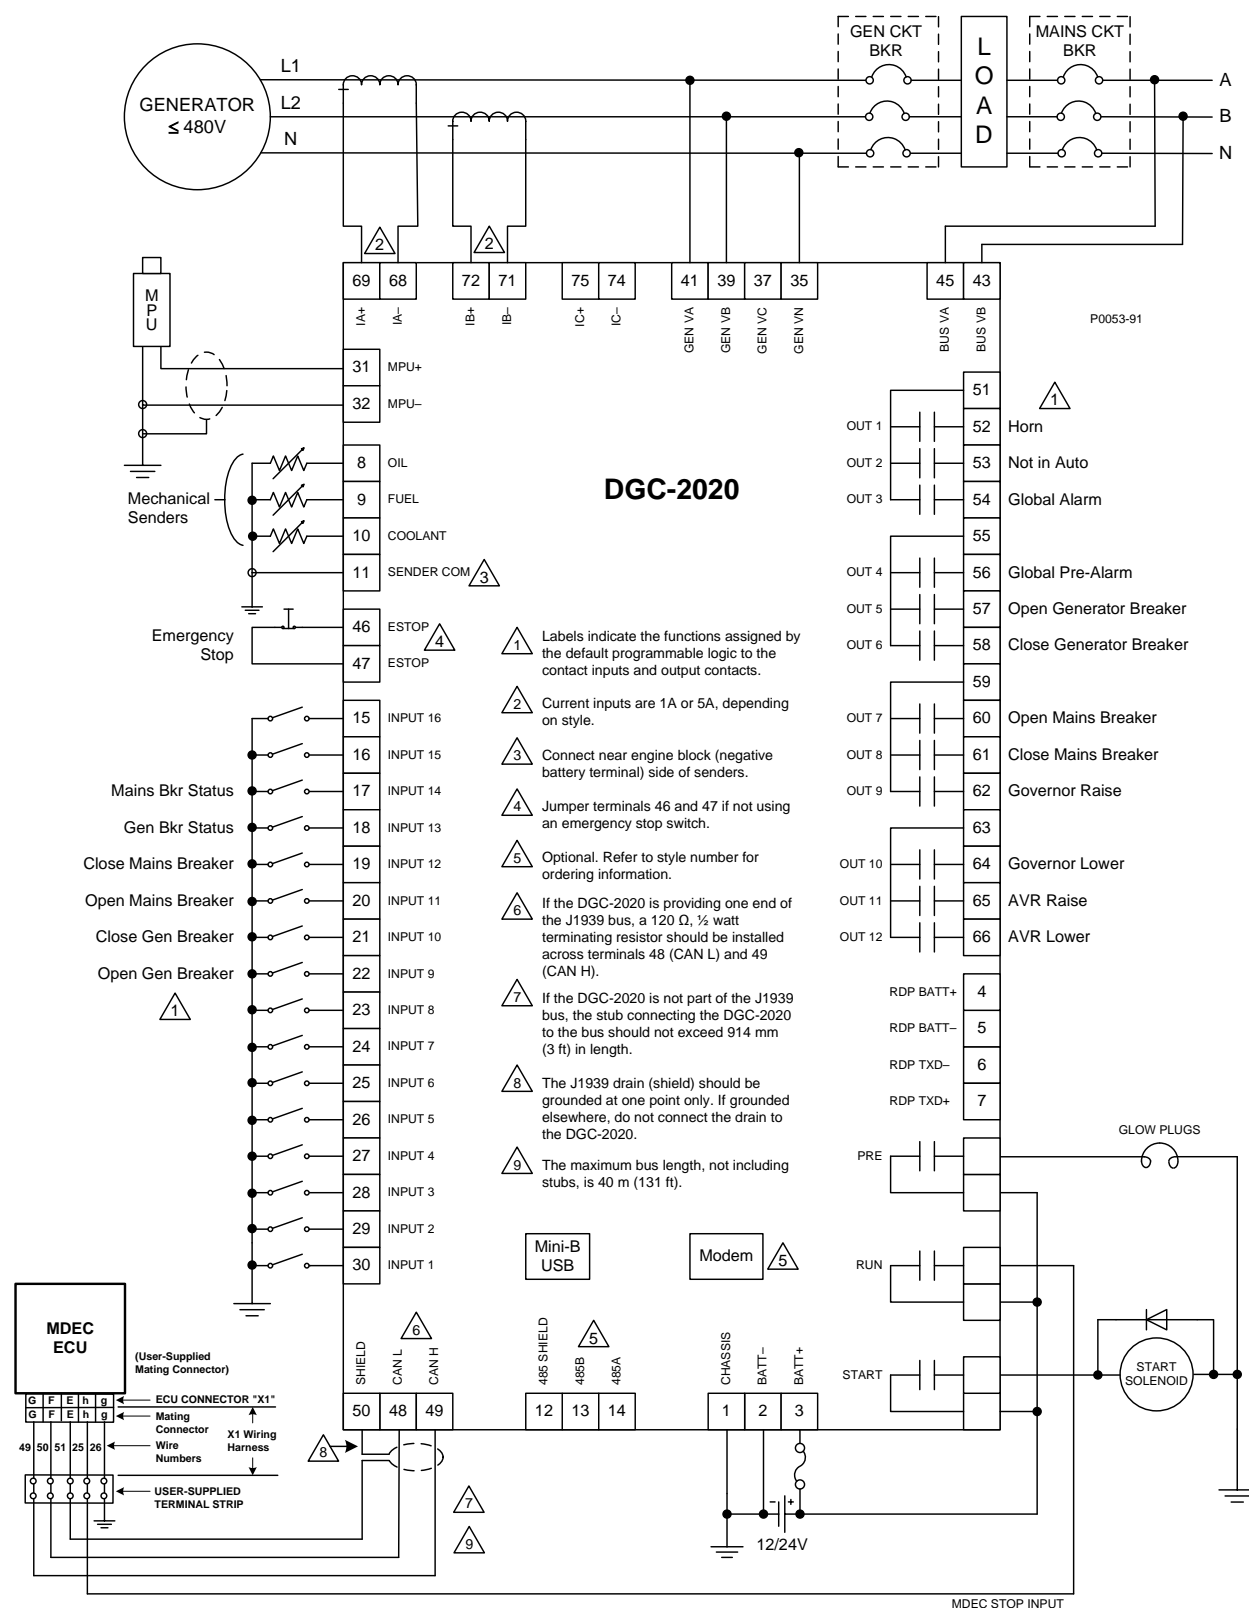 GEN CKT
BKR
L
O
A
D
MAINS CKT
BKR
GENERATOR
≤ 480V
L1
L2
N
A
B
N
2
2
69
68
72
71
75
74
41
39
37
35
45
43
IA+
IA–
IB+
IB–
IC+
IC–
GEN VA
GEN VB
GEN VC
GEN VN
BUS VA
BUS VB
P0053-91
M
P
U
31 MPU+
32 MPU–
Mechanical
Senders
8 OIL
9 FUEL
10 COOLANT
11 SENDER COM
3
Emergency
Stop
46 ESTOP
47 ESTOP
4
DGC-2020
15 INPUT 16
16 INPUT 15
Mains Bkr Status 17 INPUT 14
Gen Bkr Status 18 INPUT 13
Close Mains Breaker 19 INPUT 12
Open Mains Breaker 20 INPUT 11
Close Gen Breaker 21 INPUT 10
Open Gen Breaker 22 INPUT 9
1
23 INPUT 8
24 INPUT 7
25 INPUT 6
26 INPUT 5
27 INPUT 4
28 INPUT 3
29 INPUT 2
30 INPUT 1
1 Labels indicate the functions assigned by
the default programmable logic to the
contact inputs and output contacts.
2 Current inputs are 1A or 5A, depending
on style.
3 Connect near engine block (negative
battery terminal) side of senders.
4 Jumper terminals 46 and 47 if not using
an emergency stop switch.
5 Optional. Refer to style number for
ordering information.
6 If the DGC-2020 is providing one end of
the J1939 bus, a 120 Ω, ½ watt
terminating resistor should be installed
across terminals 48 (CAN L) and 49
(CAN H).
7 If the DGC-2020 is not part of the J1939
bus, the stub connecting the DGC-2020
to the bus should not exceed 914 mm
(3 ft) in length.
8 The J1939 drain (shield) should be
grounded at one point only. If grounded
elsewhere, do not connect the drain to
the DGC-2020.
9 The maximum bus length, not including
stubs, is 40 m (131 ft).
51
1
OUT 1 52 Horn
OUT 2 53 Not in Auto
OUT 3 54 Global Alarm
55
OUT 4 56 Global Pre-Alarm
OUT 5 57 Open Generator Breaker
OUT 6 58 Close Generator Breaker
59
OUT 7 60 Open Mains Breaker
OUT 8 61 Close Mains Breaker
OUT 9 62 Governor Raise
63
OUT 10 64 Governor Lower
OUT 11 65 AVR Raise
OUT 12 66 AVR Lower
RDP BATT+ 4
RDP BATT– 5
RDP TXD– 6
RDP TXD+ 7
GLOW PLUGS
PRE
RUN
START
START
SOLENOID
Mini-B
USB
Modem
5
MDEC
ECU
(User-Supplied
Mating Connector)
G F E h g
ECU CONNECTOR "X1"
G F E h g
Mating
Connector
49 50 51 25 26
Wire
Numbers
X1 Wiring
Harness
USER-SUPPLIED
TERMINAL STRIP
SHIELD
CAN L
CAN H
6
50
48
49
8
7
9
485 SHIELD
485B
485A
5
12
13
14
CHASSIS
BATT–
BATT+
1
2
3
– +
12/24V
MDEC STOP INPUT